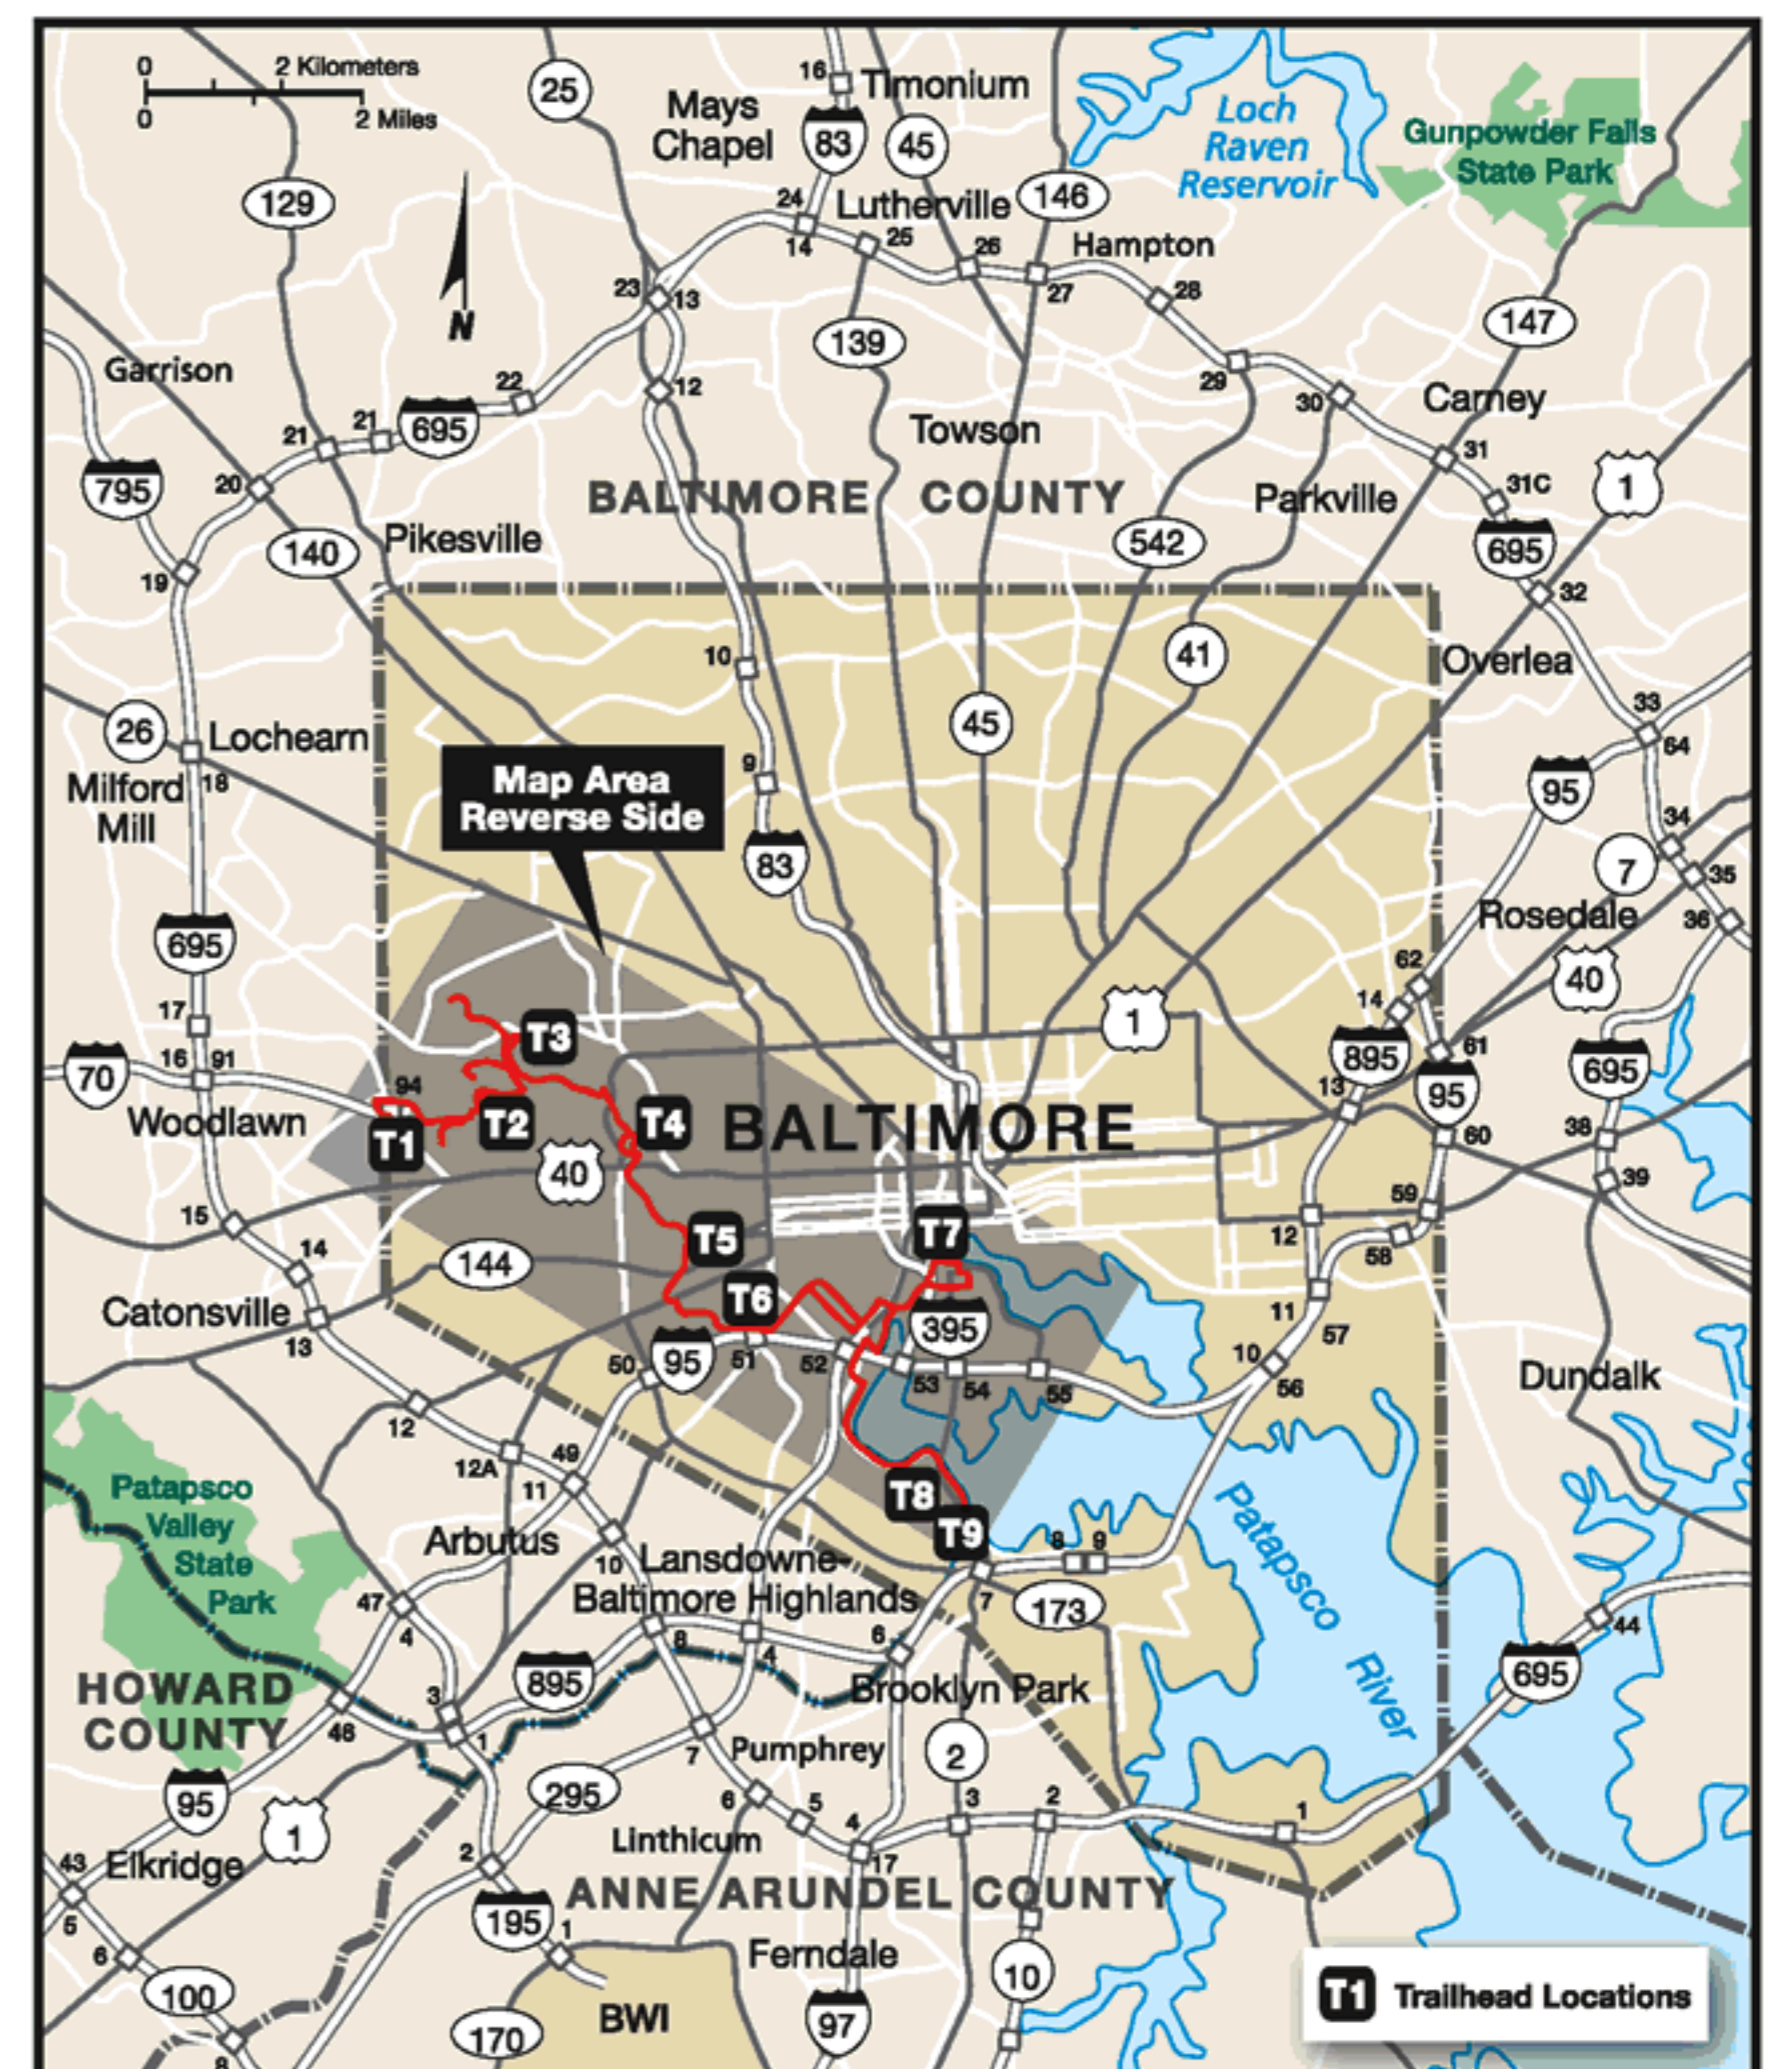 0 2 Kilometers
0 2 Miles
25
16
Timonium
Mays
Chapel
83
45
Loch
Raven
Reservoir
Gunpowder Falls
State Park
129
24
Lutherville
146
14
25
26
Hampton
N
23
13
27
28
139
147
Garrison
22
12
29
30
Carney
21
21
695
Towson
31
795
20
BALTIMORE COUNTY
31C
1
Parkville
140
Pikesville
542
695
19
32
10
41
Overlea
26
Lochearn
45
33
64
18
Milford
Mill
Map Area
Reverse Side
9
95
83
34
7
35
695
Rosedale
36
62
40
17
14
T3
1
16
91
895
61
695
70
94
13
95
Woodlawn
T1
T2
T4
BALTIMORE
60
38
40
39
15
59
T5
T7
12
58
14
144
T6
Catonsville
395
11
57
13
50
95
51
52
53
54
55
10
56
Dundalk
12
12A
49
11
Patapsco
Valley
State
Park
T8
T9
Patapsco
River
Arbutus
10
Lansdowne-
Baltimore Highlands
8
9
7
173
47
4
8
4
6
44
HOWARD
COUNTY
895
Brooklyn Park
695
3
46
1
7
Pumphrey
2
95
295
6
5
4
3
2
1
1
Linthicum
43
Elkridge
2
17
5
ANNE ARUNDEL COUNTY
195
1
6
Ferndale
10
100
BWI
97
170
8
T1 Trailhead Locations